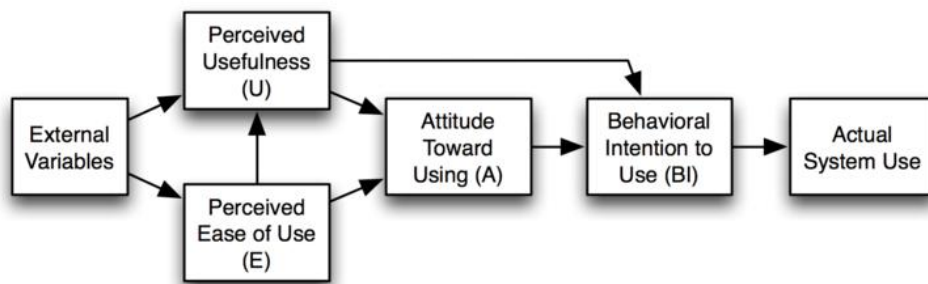 External
Variables
Perceived
Usefulness
(U)
Perceived
Ease of Use
(E)
Attitude
Toward
Using (A)
Behavioral
Intention to
Use (BI)
Actual
System Use